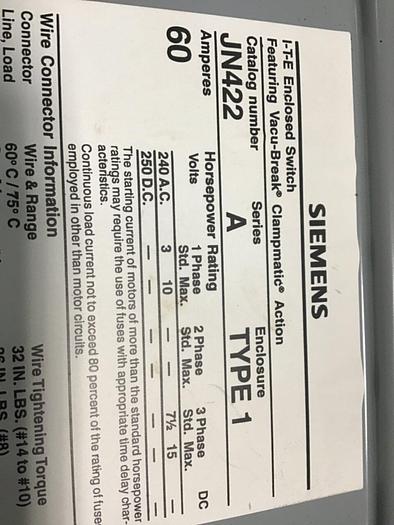 SIEMENS
I-T-E Enclosed Switch
Featuring Vacu-Break® Clampmatic® Action
Catalog number Series Enclosure
JN422 A TYPE 1
Amperes Horsepower Rating
60 Volts 1 Phase 2 Phase 3 Phase DC
Std. Max. Std. Max. Std. Max.
240 A.C. 3 10 — — 7½ 15 —
250 D.C. — — — — — — —
The starting current of motors of more than the standard horsepower
ratings may require the use of fuses with appropriate time delay char-
acteristics.
Continuous load current not to exceed 80 percent of the rating of fuses
employed in other than motor circuits.
Wire Connector Information
Connector Wire & Range Wire Tightening Torque
Line, Load 60°C/75°C 32 IN. LBS. (#14 to #10)
IN. LBS. (#8)